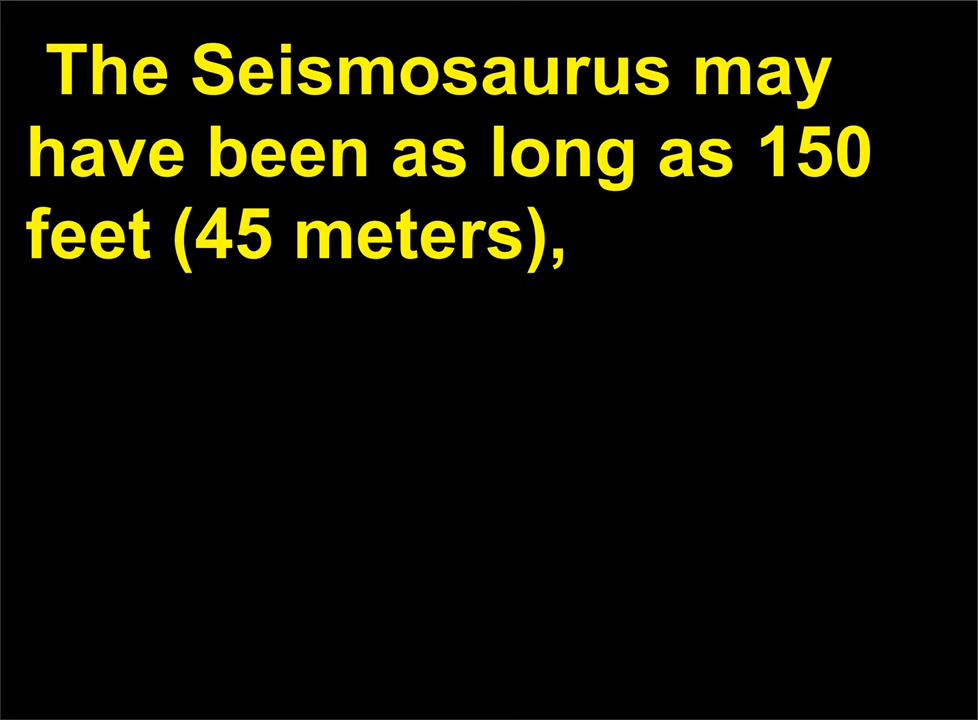 The Seismosaurus may
have been as long as 150
feet (45 meters),